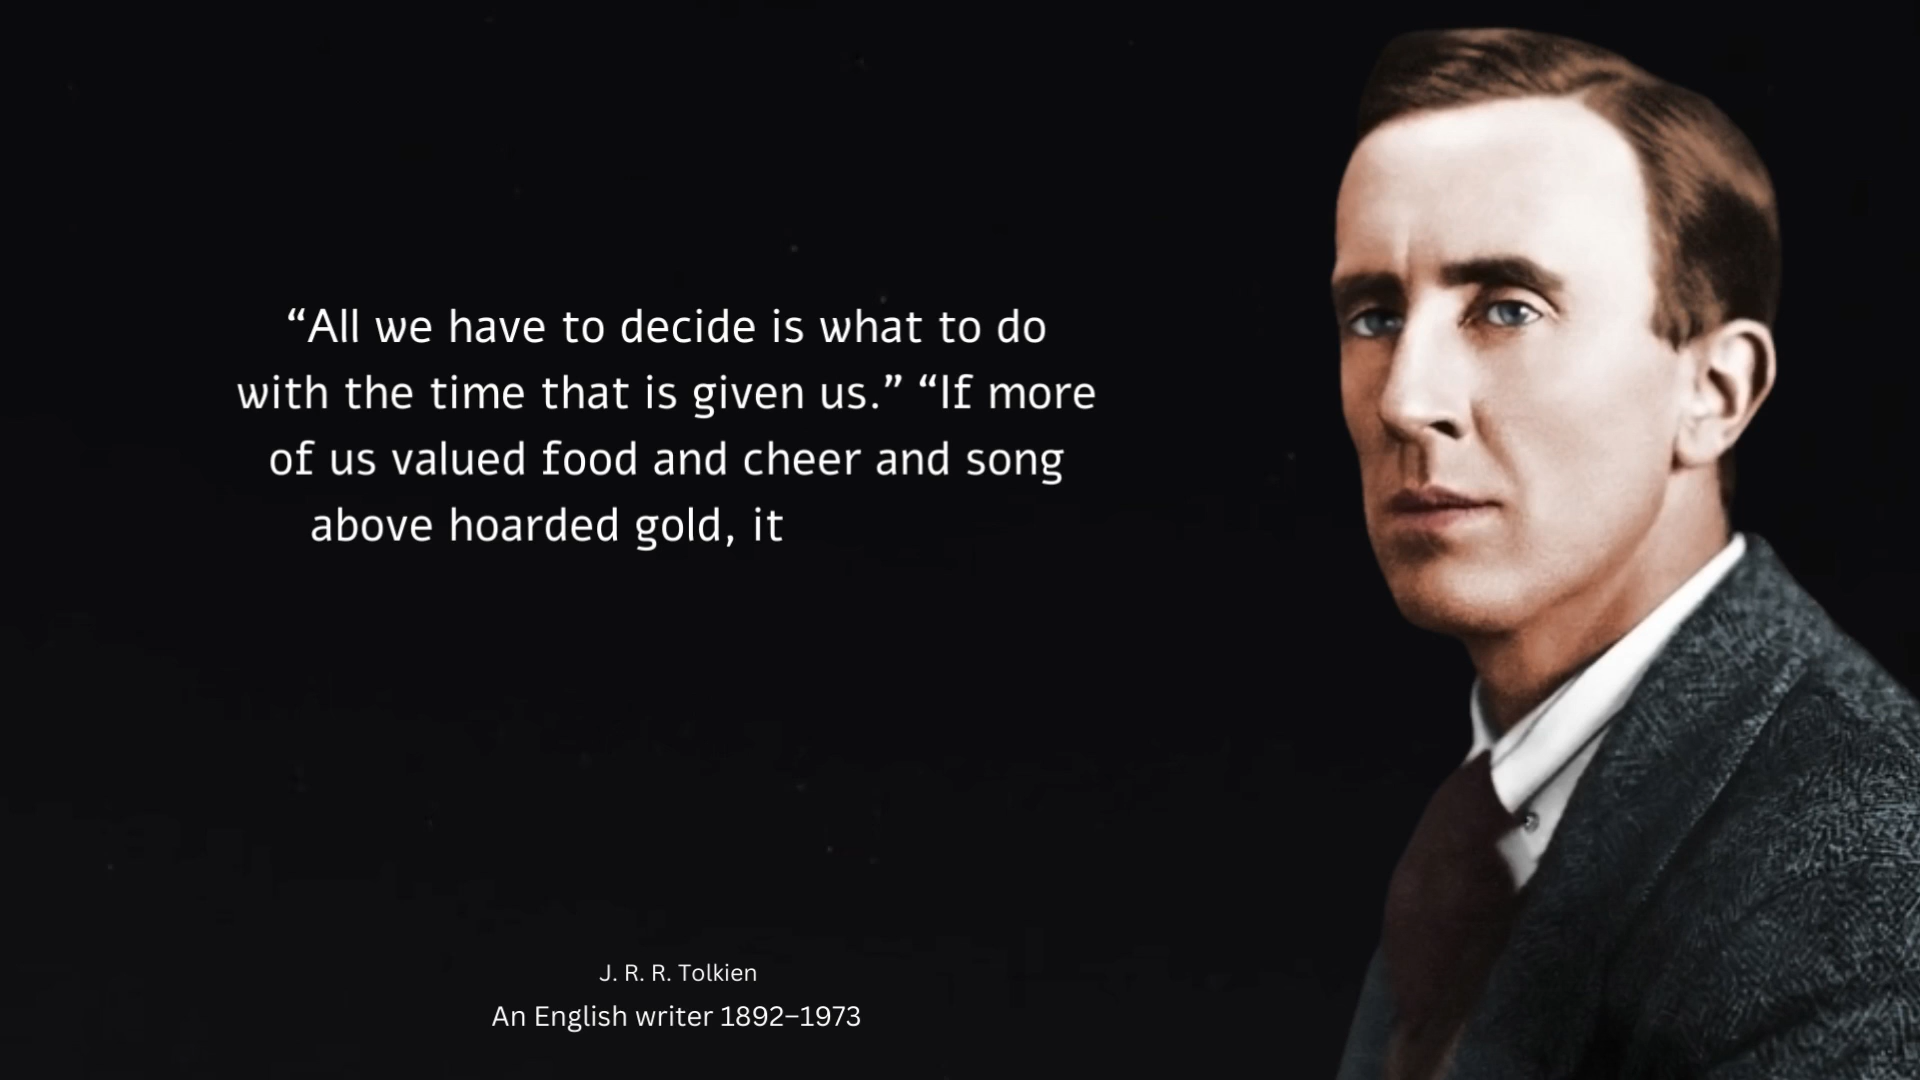 “All we have to decide is what to do
with the time that is given us.” “If more
of us valued food and cheer and song
above hoarded gold, it
J. R. R. Tolkien
An English writer 1892–1973